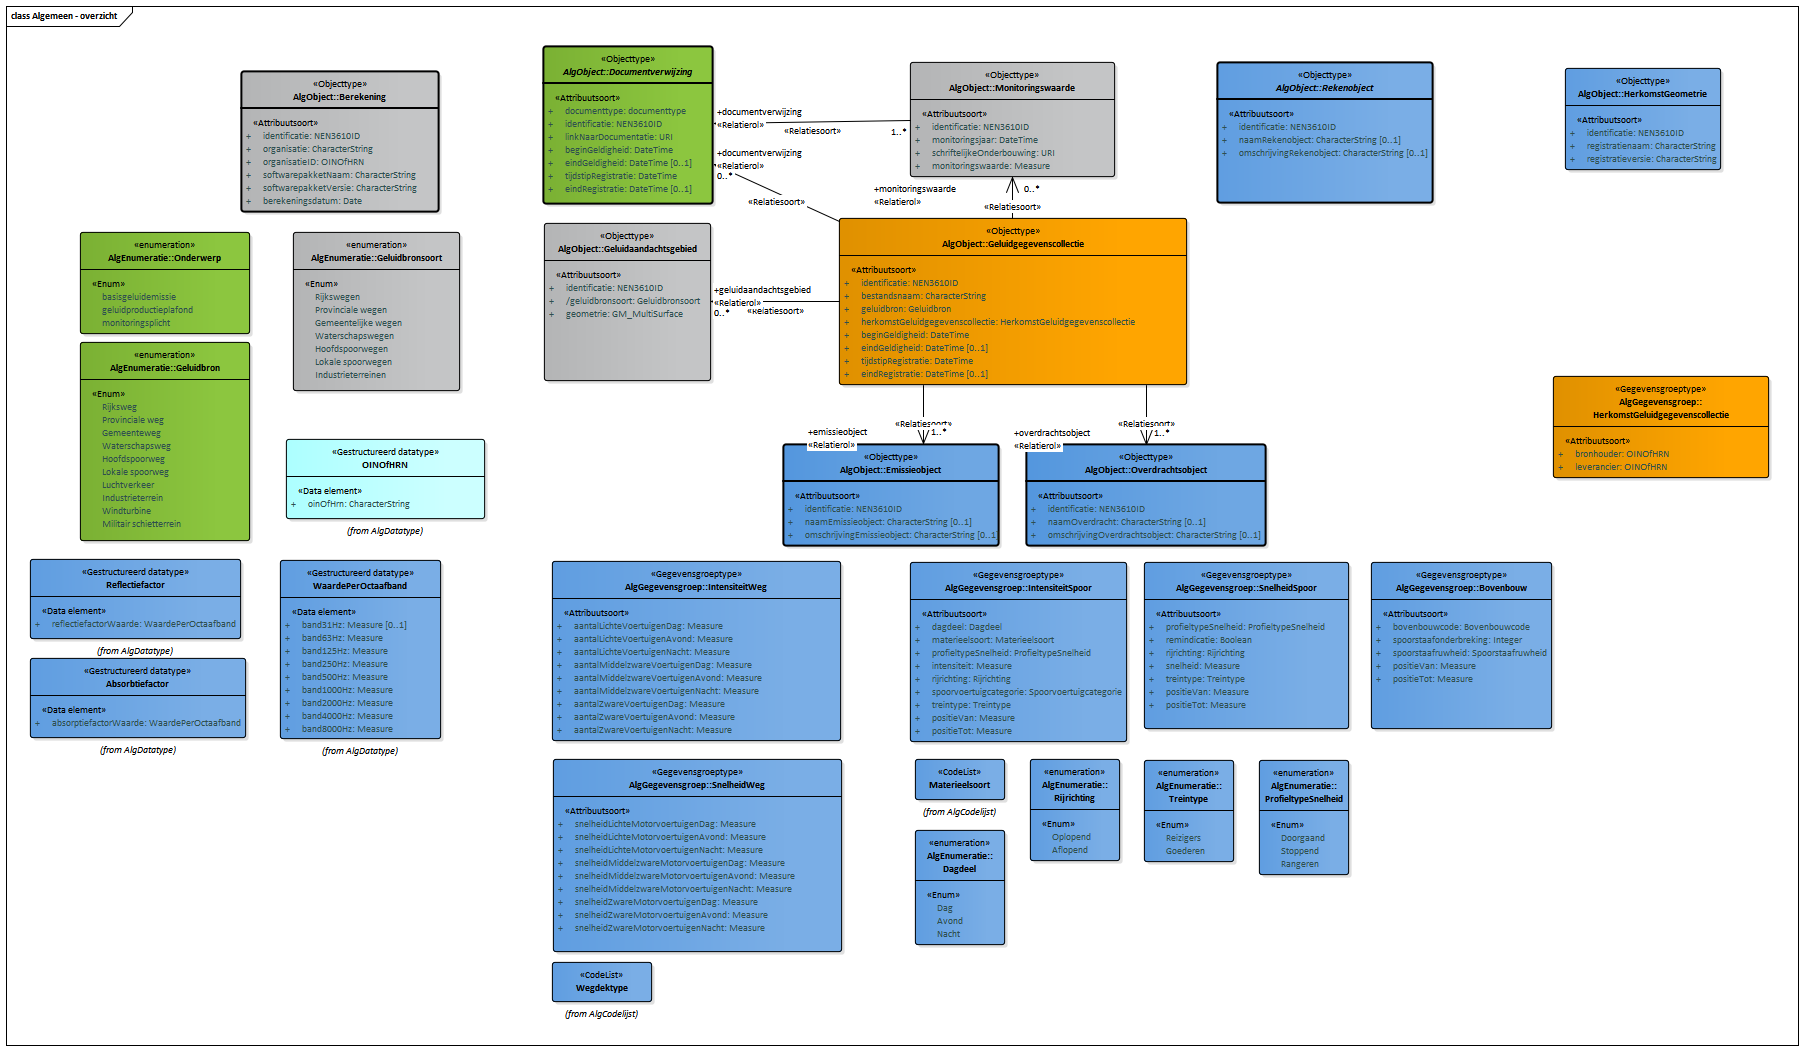 class Algemeen - overzicht
«Objecttype»
AlgObject::Berekening
«Attribuutsoort»
+ identificatie: NEN3610ID
+ organisatie: CharacterString
+ organisatieID: OINOfHRN
+ softwarepakketNaam: CharacterString
+ softwarepakketVersie: CharacterString
+ berekeningsdatum: Date
«Objecttype»
AlgObject::Documentverwijzing
«Attribuutsoort»
+ documenttype: documenttype
+ identificatie: NEN3610ID
+ linkNaarDocumentatie: URI
+ beginGeldigheid: DateTime
+ eindGeldigheid: DateTime [0..1]
+ tijdstipRegistratie: DateTime
+ eindRegistratie: DateTime [0..1]
+documentverwijzing
«Relatierol»
«Relatiesoort»
1..*
+documentverwijzing
«Relatierol»
0..*
«Relatiesoort»
«Objecttype»
AlgObject::Monitoringswaarde
«Attribuutsoort»
+ identificatie: NEN3610ID
+ monitoringsjaar: DateTime
+ schriftelijkeOnderbouwing: URI
+ monitoringswaarde: Measure
+monitoringswaarde
«Relatierol»
0..*
«Relatiesoort»
«Objecttype»
AlgObject::Rekenobject
«Attribuutsoort»
+ identificatie: NEN3610ID
+ naamRekenobject: CharacterString [0..1]
+ omschrijvingRekenobject: CharacterString [0..1]
«Objecttype»
AlgObject::HerkomstGeometrie
«Attribuutsoort»
+ identificatie: NEN3610ID
+ registratienaam: CharacterString
+ registratieversie: CharacterString
«enumeration»
AlgEnumeratie::Onderwerp
«Enum»
basisgeluidemissie
geluidproductieplafond
monitoringsplicht
«enumeration»
AlgEnumeratie::Geluidbronsoort
«Enum»
Rijkswegen
Provinciale wegen
Gemeentelijke wegen
Waterschapswegen
Hoofdspoorwegen
Lokale spoorwegen
Industrieterreinen
«Objecttype»
AlgObject::Geluidaandachtsgebied
«Attribuutsoort»
+ identificatie: NEN3610ID
+ /geluidbronsoort: Geluidbronsoort
+ geometrie: GM_MultiSurface
+geluidaandachtsgebied
«Relatierol»
0..*
«Relatiesoort»
«Objecttype»
AlgObject::Geluidgegevenscollectie
«Attribuutsoort»
+ identificatie: NEN3610ID
+ bestandsnaam: CharacterString
+ geluidbron: Geluidbron
+ herkomstGeluidgegevenscollectie: HerkomstGeluidgegevenscollectie
+ beginGeldigheid: DateTime
+ eindGeldigheid: DateTime [0..1]
+ tijdstipRegistratie: DateTime
+ eindRegistratie: DateTime [0..1]
«enumeration»
AlgEnumeratie::Geluidbron
«Enum»
Rijksweg
Provinciale weg
Gemeenteweg
Waterschapsweg
Hoofdspoorweg
Lokale spoorweg
Luchtverkeer
Industrieterrein
Windturbine
Militair schietterrein
«Gestructureerd datatype»
OINOfHRN
«Data element»
+ oinOfHrn: CharacterString
(from AlgDatatype)
«Relatiesoort»
1..*
+emissieobject
«Relatierol»
«Relatiesoort»
1..*
+overdrachtsobject
«Relatierol»
«Objecttype»
AlgObject::Emissieobject
«Attribuutsoort»
+ identificatie: NEN3610ID
+ naamEmissieobject: CharacterString [0..1]
+ omschrijvingEmissieobject: CharacterString [0..1]
«Objecttype»
AlgObject::Overdrachtsobject
«Attribuutsoort»
+ identificatie: NEN3610ID
+ naamOverdracht: CharacterString [0..1]
+ omschrijvingOverdrachtsobject: CharacterString [0..1]
«Gegevensgroeptype»
AlgGegevensgroep::
HerkomstGeluidgegevenscollectie
«Attribuutsoort»
+ bronhouder: OINOfHRN
+ leverancier: OINOfHRN
«Gestructureerd datatype»
Reflectiefactor
«Data element»
+ reflectiefactorWaarde: WaardePerOctaafband
(from AlgDatatype)
«Gestructureerd datatype»
Absorbtiefactor
«Data element»
+ absorptiefactorWaarde: WaardePerOctaafband
(from AlgDatatype)
«Gestructureerd datatype»
WaardePerOctaafband
«Data element»
+ band31Hz: Measure [0..1]
+ band63Hz: Measure
+ band125Hz: Measure
+ band250Hz: Measure
+ band500Hz: Measure
+ band1000Hz: Measure
+ band2000Hz: Measure
+ band4000Hz: Measure
+ band8000Hz: Measure
(from AlgDatatype)
«Gegevensgroeptype»
AlgGegevensgroep::IntensiteitWeg
«Attribuutsoort»
+ aantalLichteVoertuigenDag: Measure
+ aantalLichteVoertuigenAvond: Measure
+ aantalLichteVoertuigenNacht: Measure
+ aantalMiddelzwareVoertuigenDag: Measure
+ aantalMiddelzwareVoertuigenAvond: Measure
+ aantalMiddelzwareVoertuigenNacht: Measure
+ aantalZwareVoertuigenDag: Measure
+ aantalZwareVoertuigenAvond: Measure
+ aantalZwareVoertuigenNacht: Measure
«Gegevensgroeptype»
AlgGegevensgroep::IntensiteitSpoor
«Attribuutsoort»
+ dagdeel: Dagdeel
+ materieelsoort: Materieelsoort
+ profieltypeSnelheid: ProfieltypeSnelheid
+ intensiteit: Measure
+ rijrichting: Rijrichting
+ spoorvoertuigcategorie: Spoorvoertuigcategorie
+ treintype: Treintype
+ positieVan: Measure
+ positieTot: Measure
«Gegevensgroeptype»
AlgGegevensgroep::SnelheidSpoor
«Attribuutsoort»
+ profieltypeSnelheid: ProfieltypeSnelheid
+ remindicatie: Boolean
+ rijrichting: Rijrichting
+ snelheid: Measure
+ treintype: Treintype
+ positieVan: Measure
+ positieTot: Measure
«Gegevensgroeptype»
AlgGegevensgroep::Bovenbouw
«Attribuutsoort»
+ bovenbouwcode: Bovenbouwcode
+ spoorstaafonderbreking: Integer
+ spoorstaafruwheid: Spoorstaafruwheid
+ positieVan: Measure
+ positieTot: Measure
«Gegevensgroeptype»
AlgGegevensgroep::SnelheidWeg
«Attribuutsoort»
+ snelheidLichteMotorvoertuigenDag: Measure
+ snelheidLichteMotorvoertuigenAvond: Measure
+ snelheidLichteMotorvoertuigenNacht: Measure
+ snelheidMiddelzwareMotorvoertuigenDag: Measure
+ snelheidMiddelzwareMotorvoertuigenAvond: Measure
+ snelheidMiddelzwareMotorvoertuigenNacht: Measure
+ snelheidZwareMotorvoertuigenDag: Measure
+ snelheidZwareMotorvoertuigenAvond: Measure
+ snelheidZwareMotorvoertuigenNacht: Measure
«CodeList»
Materieelsoort
(from AlgCodelijst)
«enumeration»
AlgEnumeratie::
Dagdeel
«Enum»
Dag
Avond
Nacht
«enumeration»
AlgEnumeratie::
Rijrichting
«Enum»
Oplopend
Aflopend
«enumeration»
AlgEnumeratie::
Treintype
«Enum»
Reizigers
Goederen
«enumeration»
AlgEnumeratie::
ProfieltypeSnelheid
«Enum»
Doorgaand
Stoppend
Rangeren
«CodeList»
Wegdektype
(from AlgCodelijst)